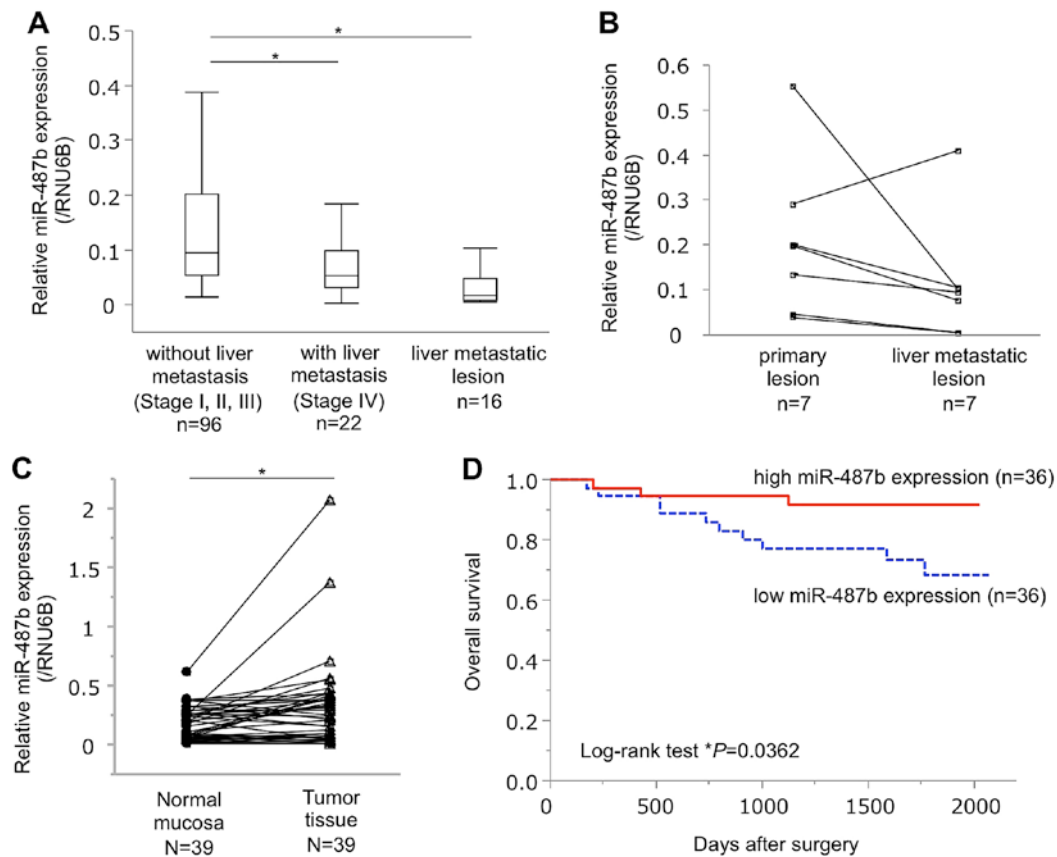 A
Relative miR-487b expression
(/RNU6B)
0.5
0.4
0.3
0.2
0.1
0
*
*
without liver
metastasis
(Stage I, II, III)
n=96
with liver
metastasis
(Stage IV)
n=22
liver metastatic
lesion
n=16
B
Relative miR-487b expression
(/RNU6B)
0.6
0.5
0.4
0.3
0.2
0.1
0
primary
lesion
n=7
liver metastatic
lesion
n=7
C
Relative miR-487b expression
(/RNU6B)
2
1.5
1
0.5
0
*
Normal
mucosa
N=39
Tumor
tissue
N=39
D
Overall survival
1.0
0.8
0.6
0.4
0.2
0.0
high miR-487b expression (n=36)
low miR-487b expression (n=36)
Log-rank test *P=0.0362
0 500 1000 1500 2000
Days after surgery